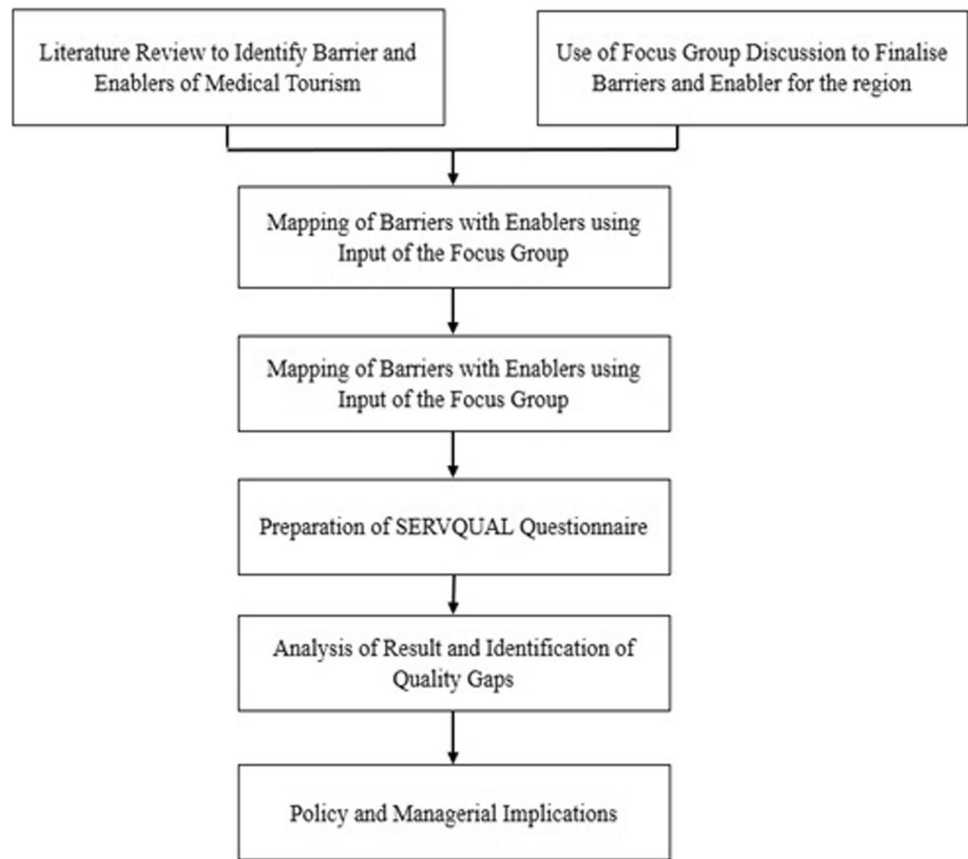 Literature Review to Identify Barrier and
Enablers of Medical Tourism
Use of Focus Group Discussion to Finalise
Barriers and Enabler for the region
Mapping of Barriers with Enablers using
Input of the Focus Group
Mapping of Barriers with Enablers using
Input of the Focus Group
Preparation of SERVQUAL Questionnaire
Analysis of Result and Identification of
Quality Gaps
Policy and Managerial Implications